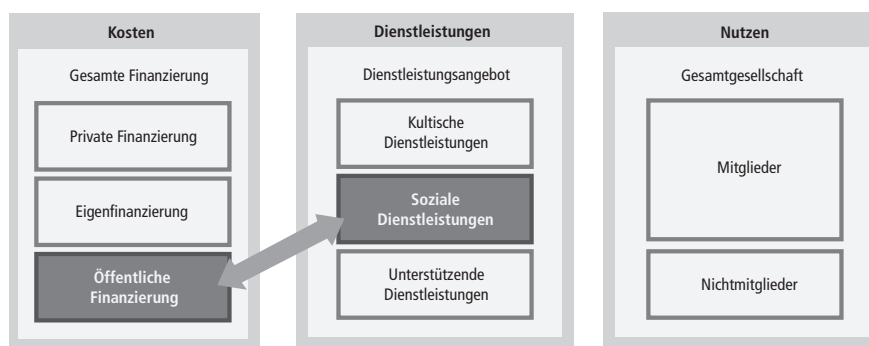 Kosten
Gesamte Finanzierung
Private Finanzierung
Eigenfinanzierung
Öffentliche
Finanzierung
Dienstleistungen
Dienstleistungsangebot
Kultische
Dienstleistungen
Soziale
Dienstleistungen
Unterstützende
Dienstleistungen
Nutzen
Gesamtgesellschaft
Mitglieder
Nichtmitglieder